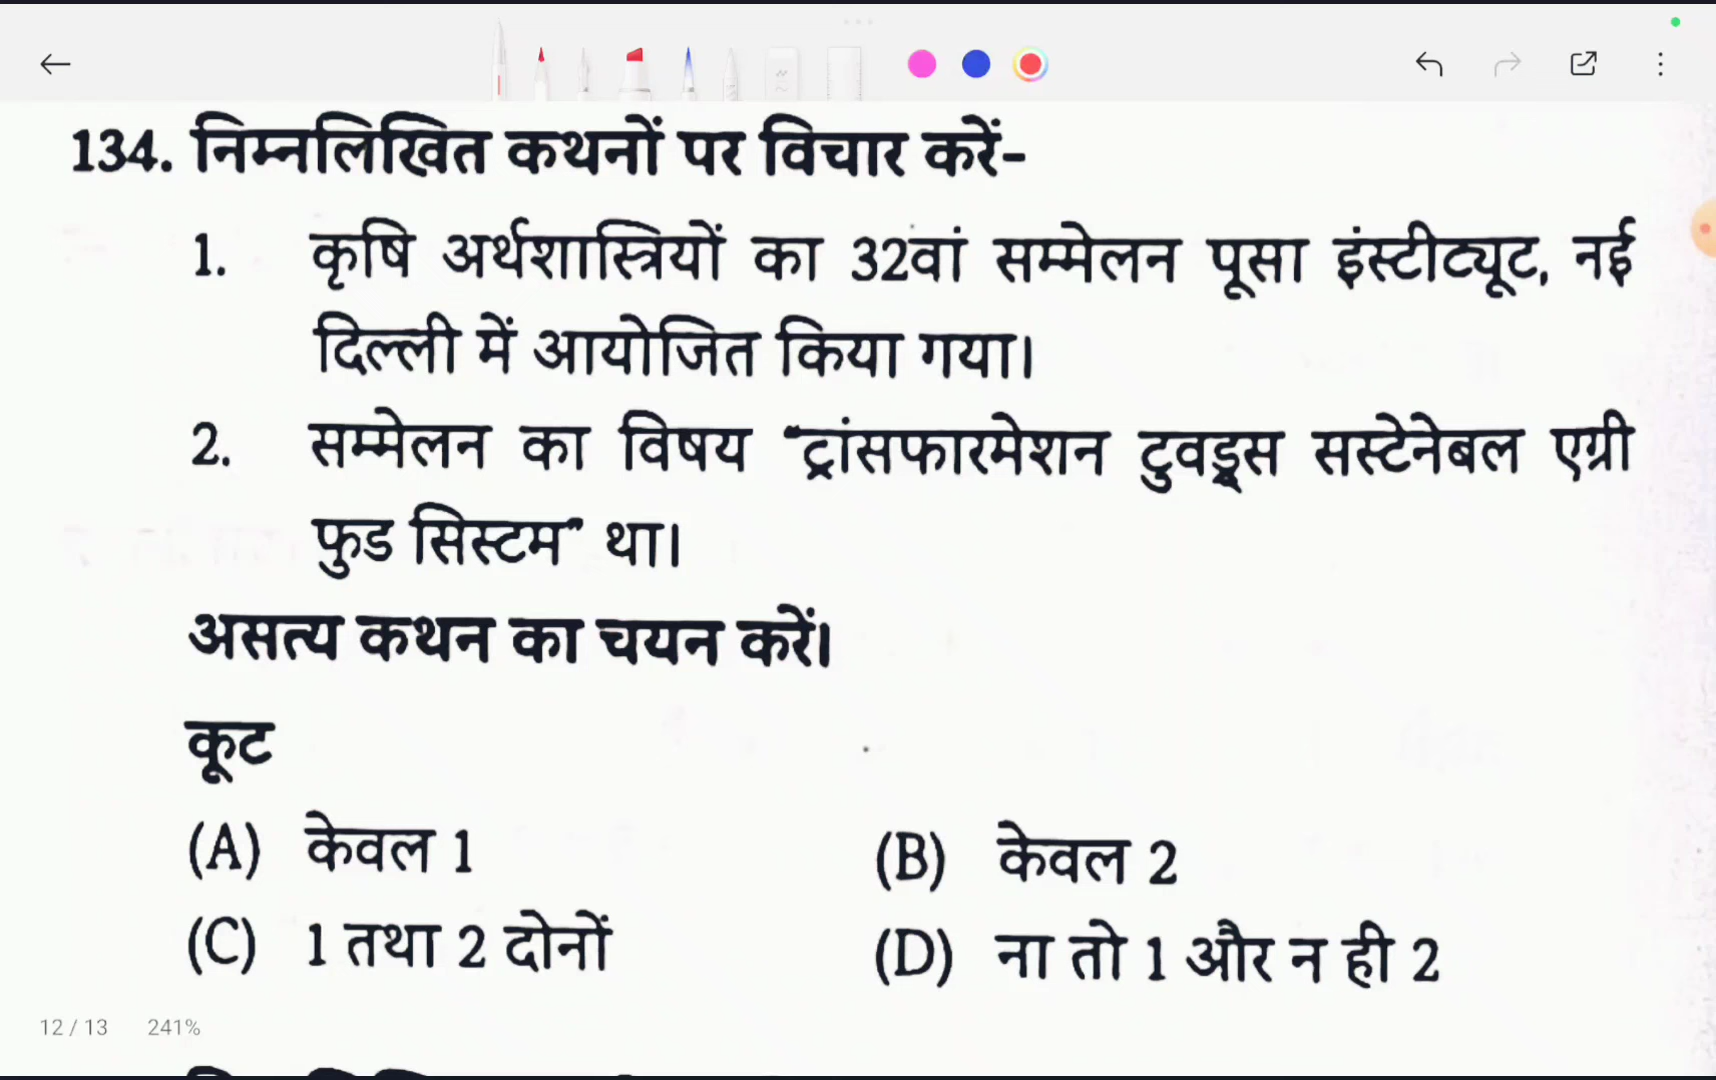 134. निम्नलिखित कथनों पर विचार करें-
1. कृषि अर्थशास्त्रियों का 32वां सम्मेलन पूसा इंस्टीट्यूट, नई
दिल्ली में आयोजित किया गया।
2. सम्मेलन का विषय "ट्रांसफारमेशन टुवड्र्स सस्टेनेबल एग्री
फुड सिस्टम" था।
असत्य कथन का चयन करें।
कूट
(A) केवल 1 (B) केवल 2
(C) 1 तथा 2 दोनों (D) ना तो 1 और न ही 2
12 / 13 241%